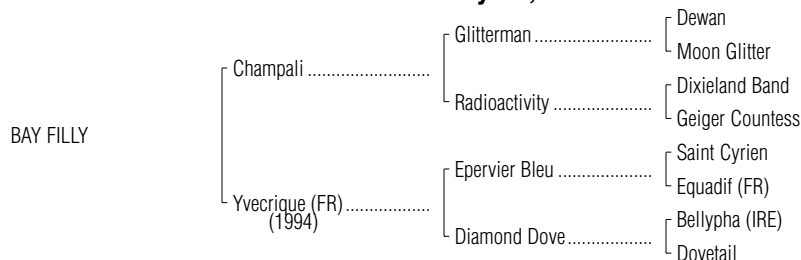 Dewan
Glitterman
Moon Glitter
Champali
Dixieland Band
Radioactivity
Geiger Countess
BAY FILLY
Saint Cyrien
Epervier Bleu
Equadif (FR)
Yvecrique (FR)
(1994)
Bellypha (IRE)
Diamond Dove
Dovetail